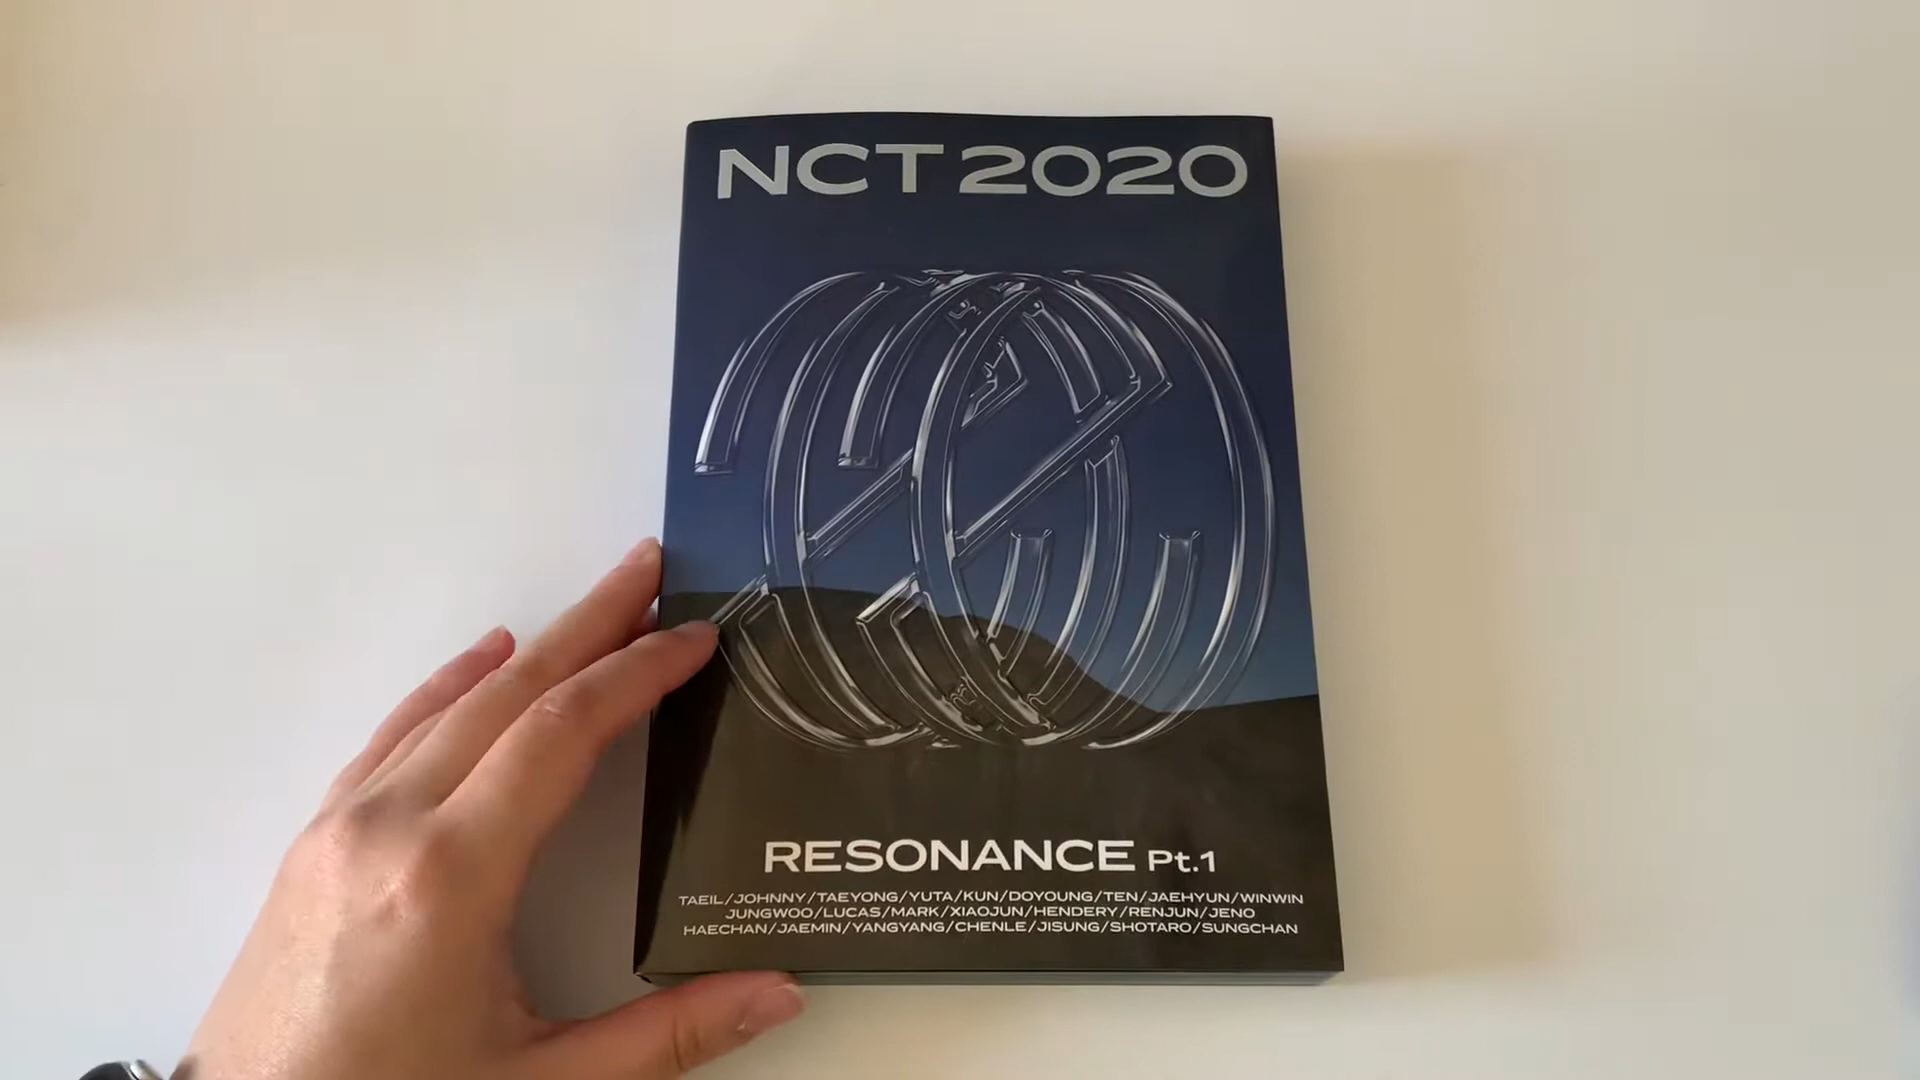 NCT 2020
RESONANCE Pt.1
TAEIL/JOHNNY/TAEYONG/YUTA/KUN/DOYOUNG/TEN/JAEHYUN/WINWIN
JUNGWOO/LUCAS/MARK/XIAOJUN/HENDERY/RENJUN/JENO
HAECHAN/JAEMIN/YANGYANG/CHENLE/JISUNG/SHOTARO/SUNGCHAN